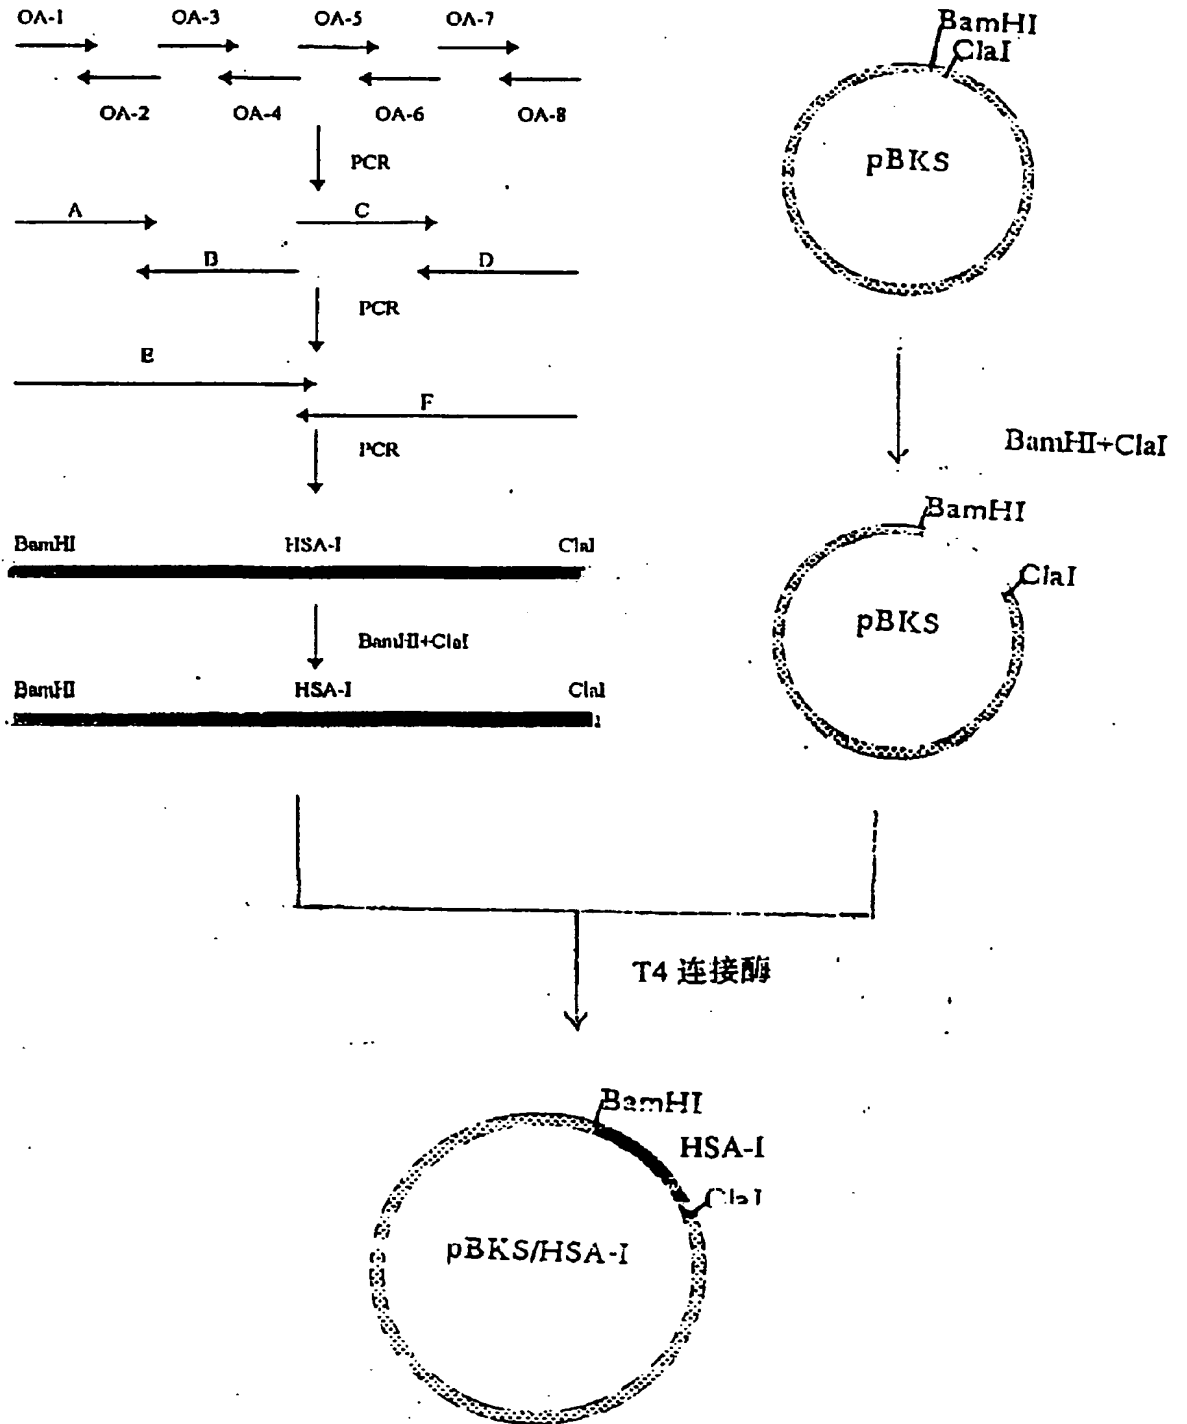 OA-1 OA-3 OA-5 OA-7
OA-2 OA-4 OA-6 OA-8
PCR
A C
B D
PCR
E
F
PCR
BamHI HSA-I ClaI
BamHI+ClaI
BamHI HSA-I ClaI
BamHI
ClaI
pBKS
BamHI+ClaI
BamHI
ClaI
pBKS
T4 连接酶
BamHI
HSA-I
ClaI
pBKS/HSA-I